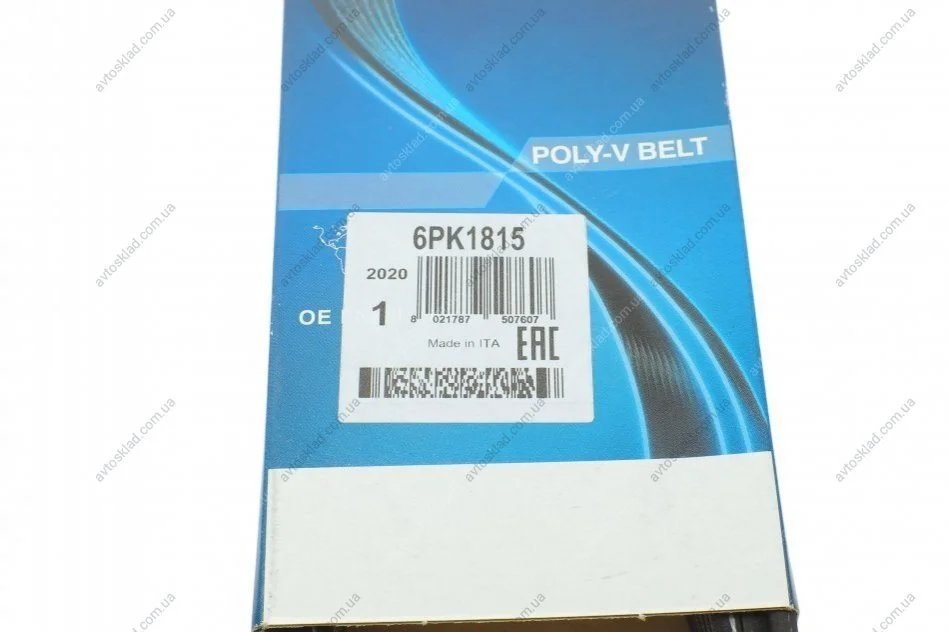 POLY-V BELT
6PK1815
2020
OE
1
8 021787 507607
Made in ITA
EAC
avtosklad.com.ua